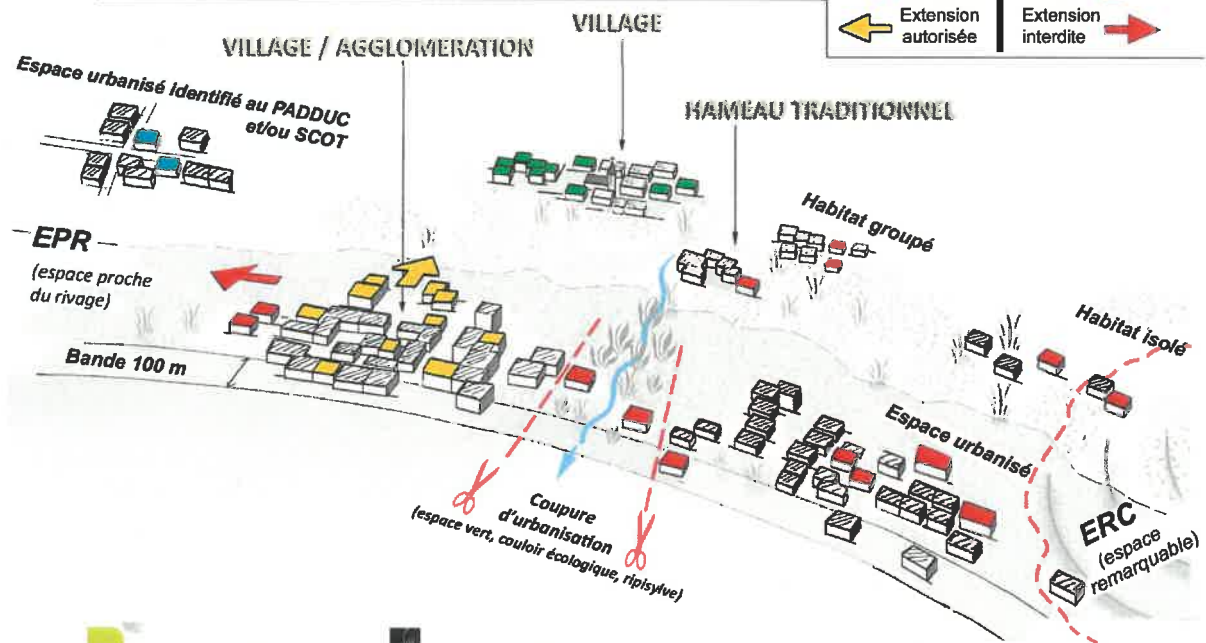 Extension
autorisée
Extension
interdite
VILLAGE
VILLAGE / AGGLOMERATION
Espace urbanisé identifié au PADDUC
et/ou SCOT
HAMEAU TRADITIONNEL
Habitat groupé
EPR
(espace proche
du rivage)
Habitat isolé
Bande 100 m
Espace urbanisé
Coupure
d'urbanisation
(espace vert, couloir écologique, ripisylve)
ERC
(espace
remarquable)